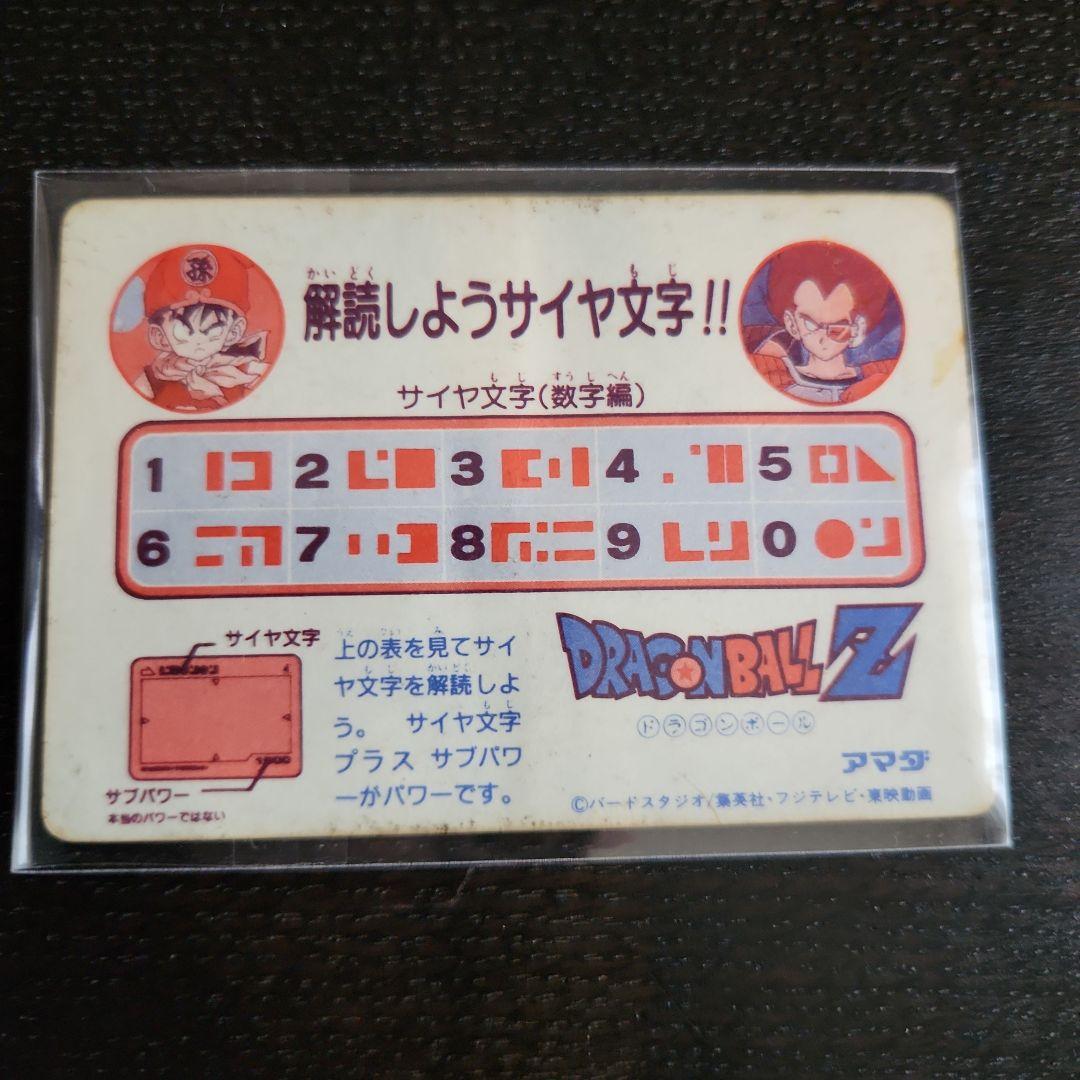 孫
かいどく もじ
解読しようサイヤ文字!!
もじ すうじへん
サイヤ文字(数字編)
1 2 3 4 5
6 7 8 9 0
サイヤ文字
サブパワー
本当のパワーではない
上の表を見てサイ
もじ かいどく
ヤ文字を解読しよ
もじ
う。 サイヤ文字
プラス サブパワ
ーがパワーです。
DRAGON BALL Z
ドラゴンボール
アマダ
©バードスタジオ/集英社・フジテレビ・東映動画